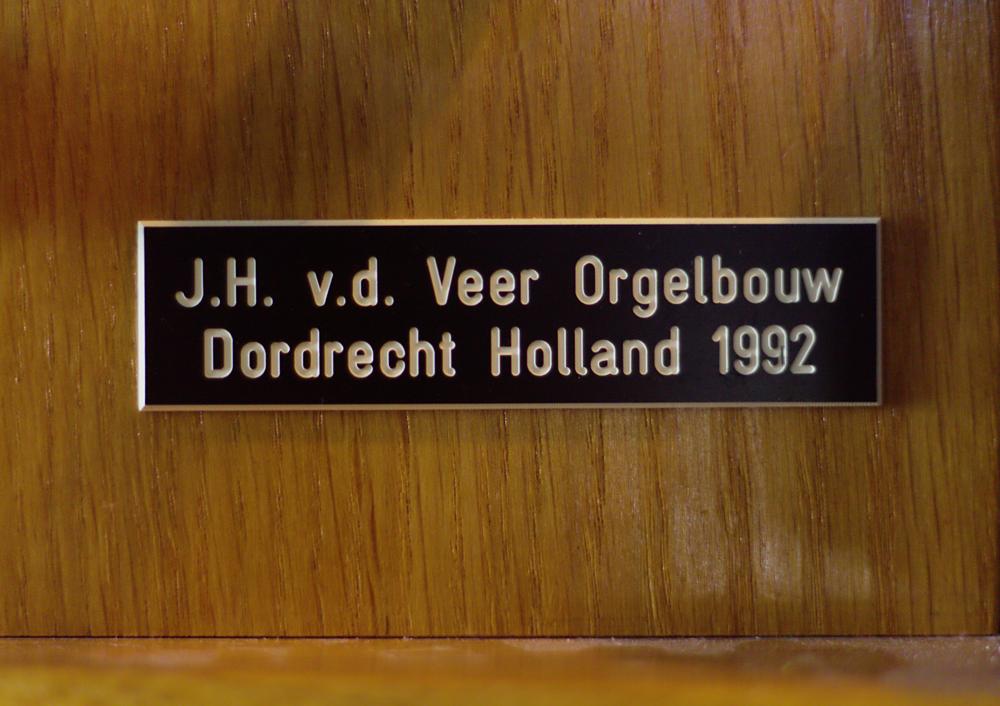 J.H. v.d. Veer Orgelbouw
Dordrecht Holland 1992